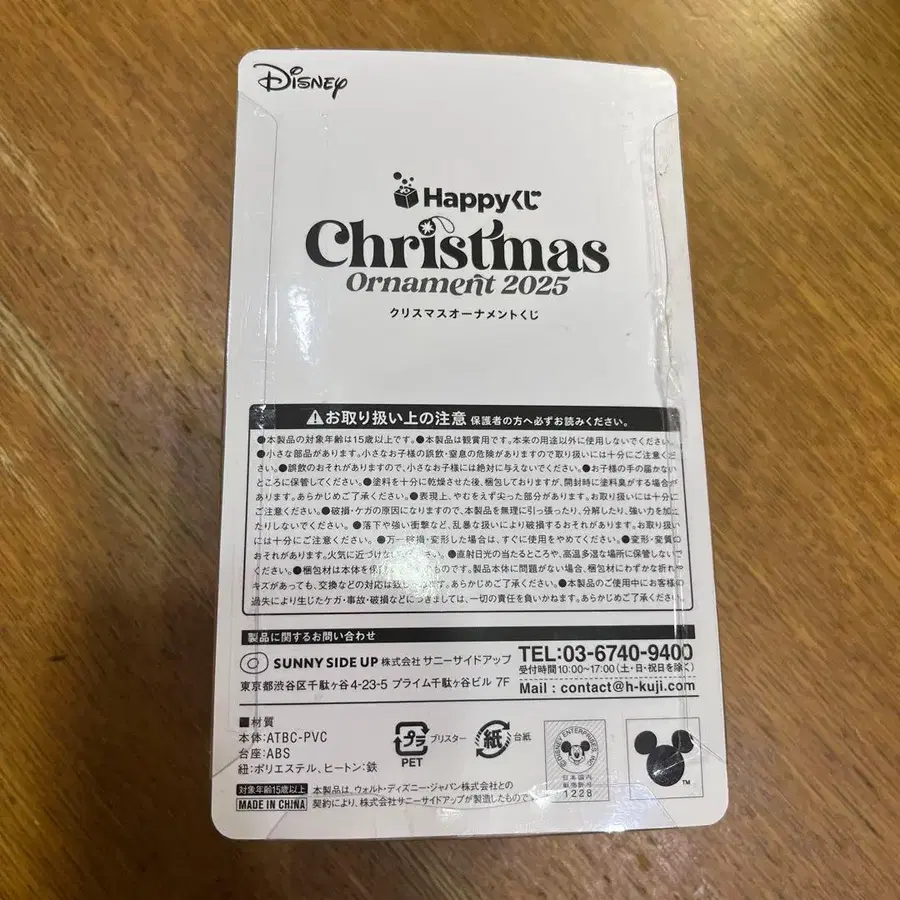 Disney
Happyくじ
Christmas
Ornament 2025
クリスマスオーナメントくじ
お取り扱い上の注意 保護者の方へ必ずお読みください。
●本製品の対象年齢は15歳以上です。●本製品は観賞用です。本来の用途以外に使用しないでください。
●小さな部品があります。小さなお子様の誤飲・窒息の危険がありますので取り扱いには十分にご注意くださ
い。●誤飲のおそれがありますので、小さなお子様には絶対に与えないでください。●お子様の手の届かない
ところに保管してください。●塗料を十分に乾燥させた後、梱包しておりますが、開封時に塗料臭がする場合が
あります。あらかじめご了承ください。●表現上、やむをえず尖った部分があります。お取り扱いには十分に
ご注意ください。●破損・ケガの原因になりますので、本製品を無理に引っ張ったり、分解したり、強い力を加え
たりしないでください。●落下や強い衝撃など、乱暴な扱いにより破損するおそれがあります。お取り扱い
には十分にご注意ください。●万一破損・変形した場合は、すぐに使用をやめてください。●変形・変質の
おそれがあります。火気に近づけないでください。●直射日光の当たるところや、高温多湿な場所に保管しないで
ください。●梱包材は本体を保護するためのものです。製品本体に問題がない場合、梱包材にわずかな折れや
キズがあっても、交換などの対応は致しかねます。あらかじめご了承ください。●本製品のご使用中にお客様の
過失により生じたケガ・事故・破損などにつきましては、一切の責任を負いかねます。あらかじめご了承ください。
製品に関するお問い合わせ
SUNNY SIDE UP 株式会社 サニーサイドアップ
東京都渋谷区千駄ヶ谷4-23-5 プライム千駄ヶ谷ビル 7F
TEL:03-6740-9400
受付時間 10:00~17:00 (土・日・祝日を除く)
Mail : contact@h-kuji.com
■材質
本体:ATBC-PVC
台座:ABS
紐:ポリエステル、ヒートン:鉄
プラ ブリスター
PET
紙 台紙
©DISNEY ENTERPRISES, INC.
日本国内
1228
TM
対象年齢15歳以上 本製品は、ウォルト・ディズニー・ジャパン株式会社との
MADE IN CHINA 契約により、株式会社サニーサイドアップが製造したもので